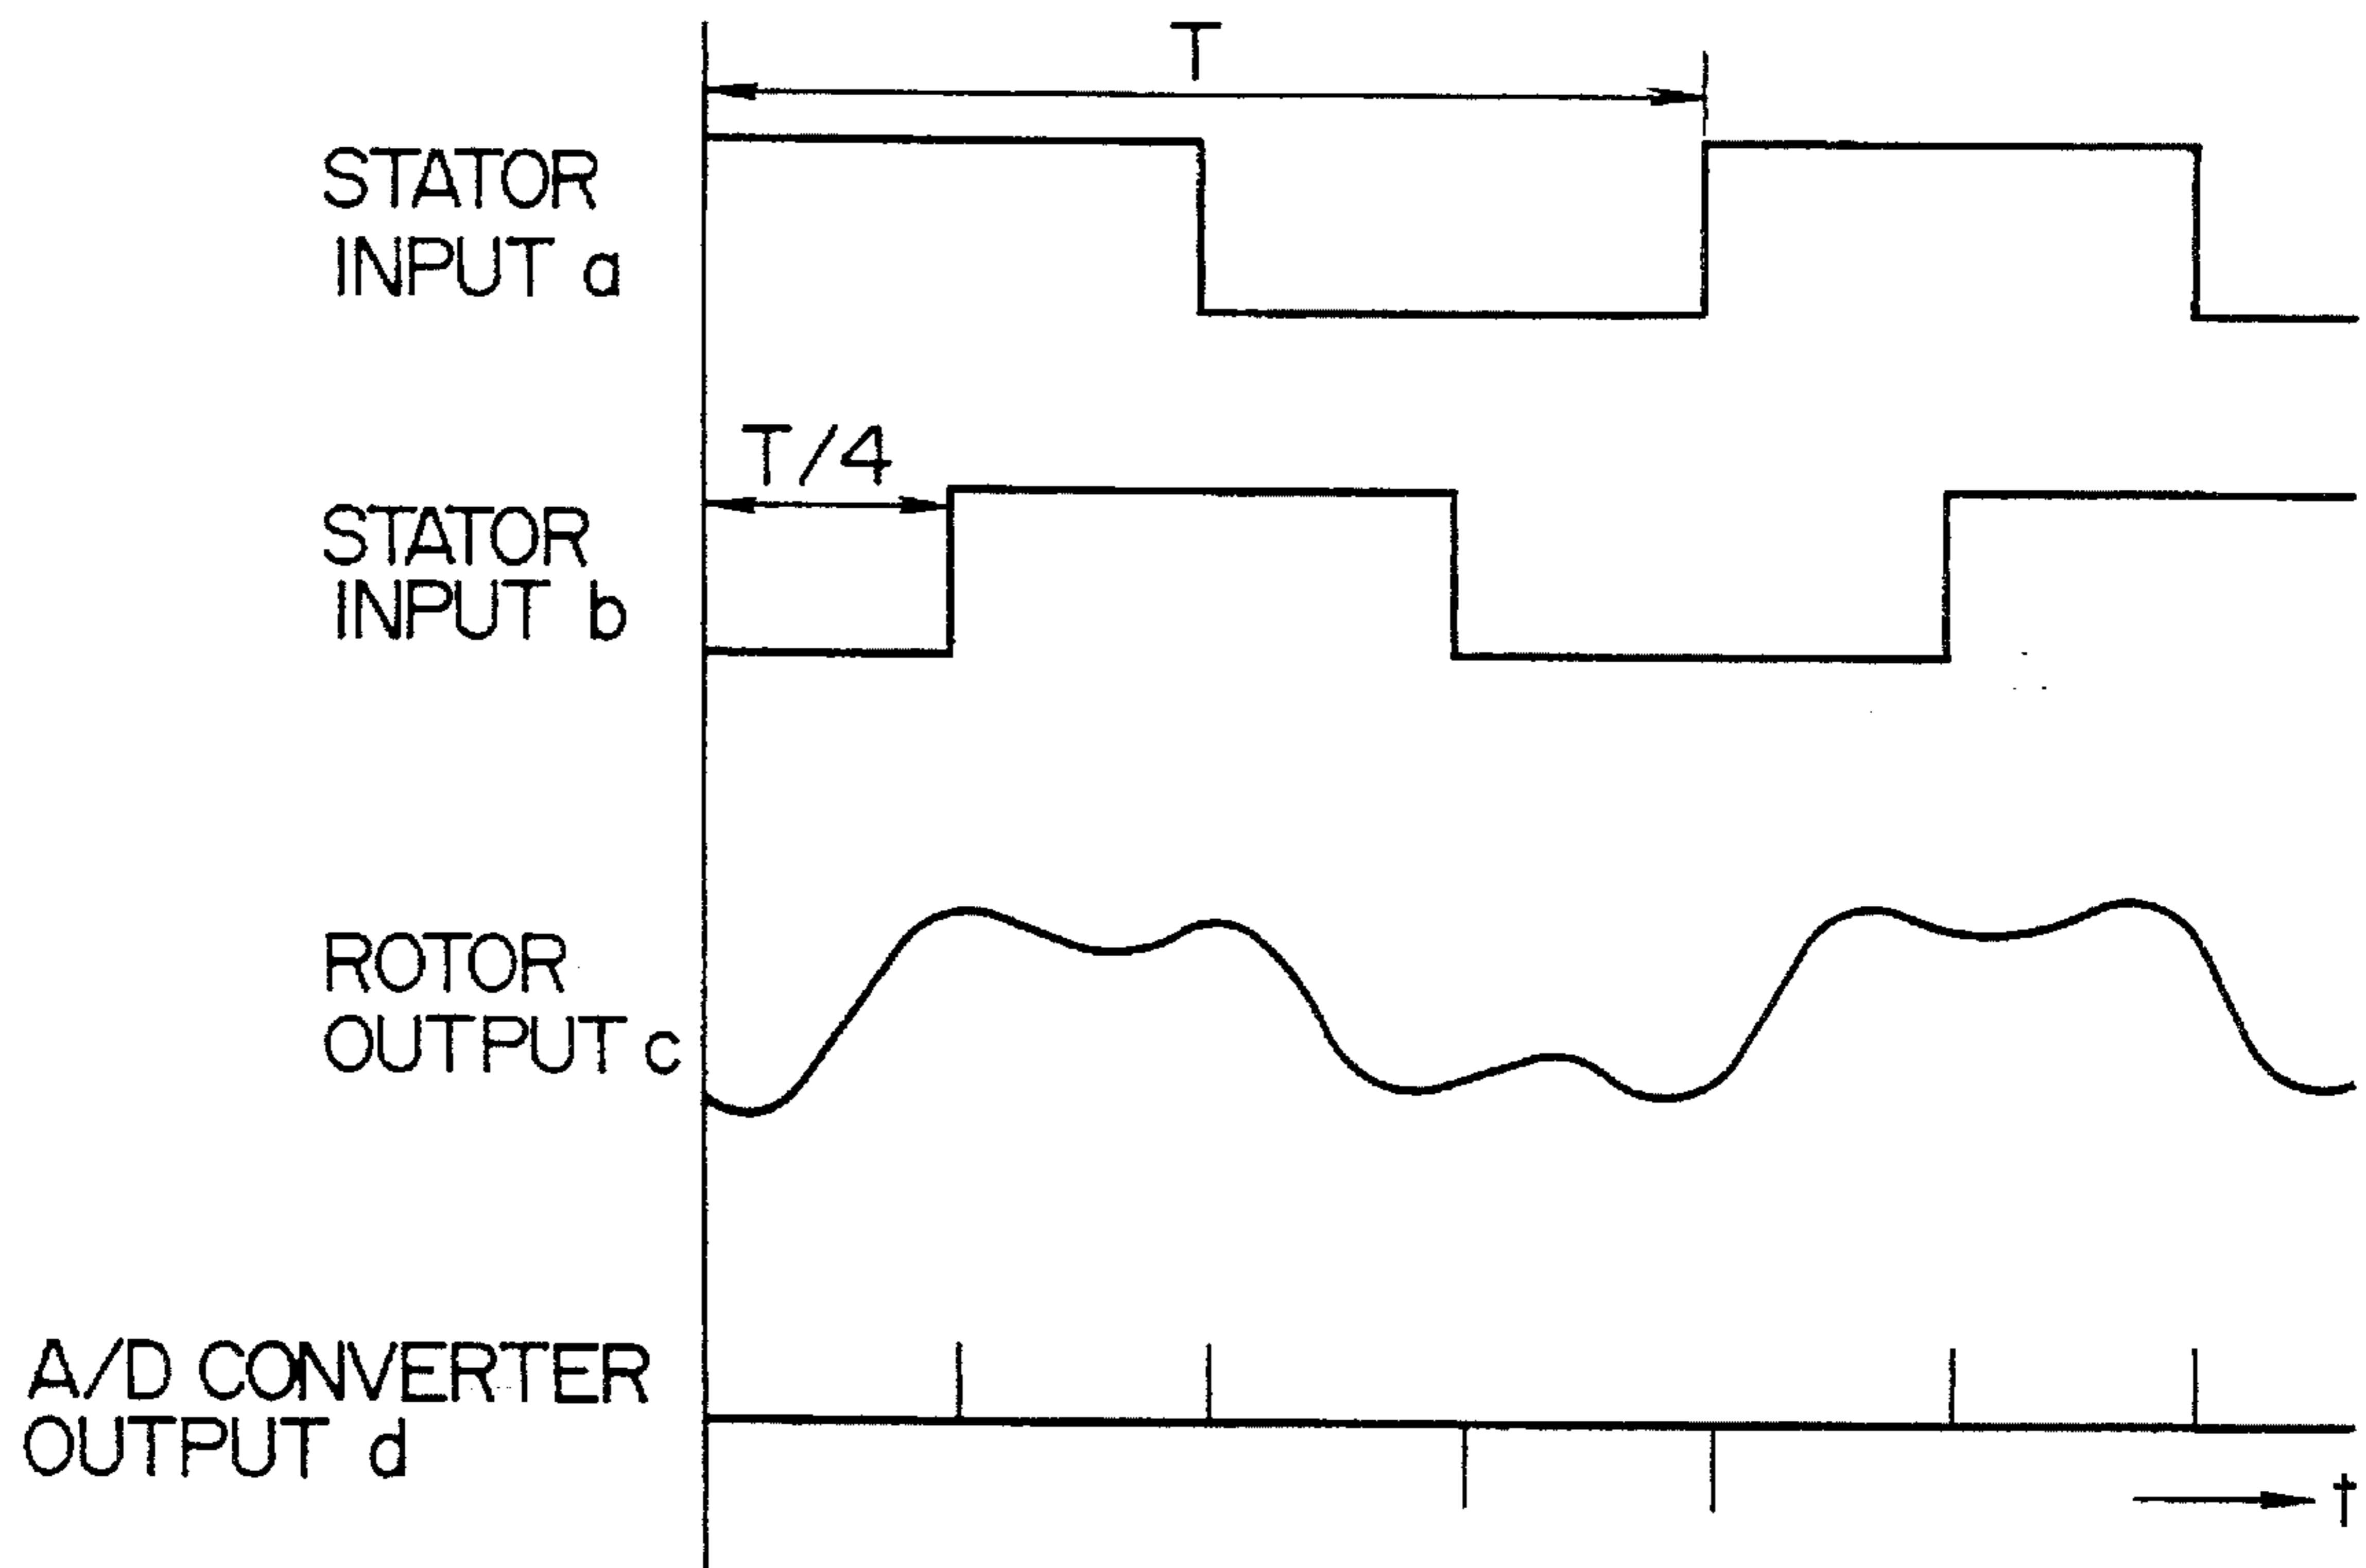 T
STATOR
INPUT a
T/4
STATOR
INPUT b
ROTOR
OUTPUT c
A/D CONVERTER
OUTPUT d
t